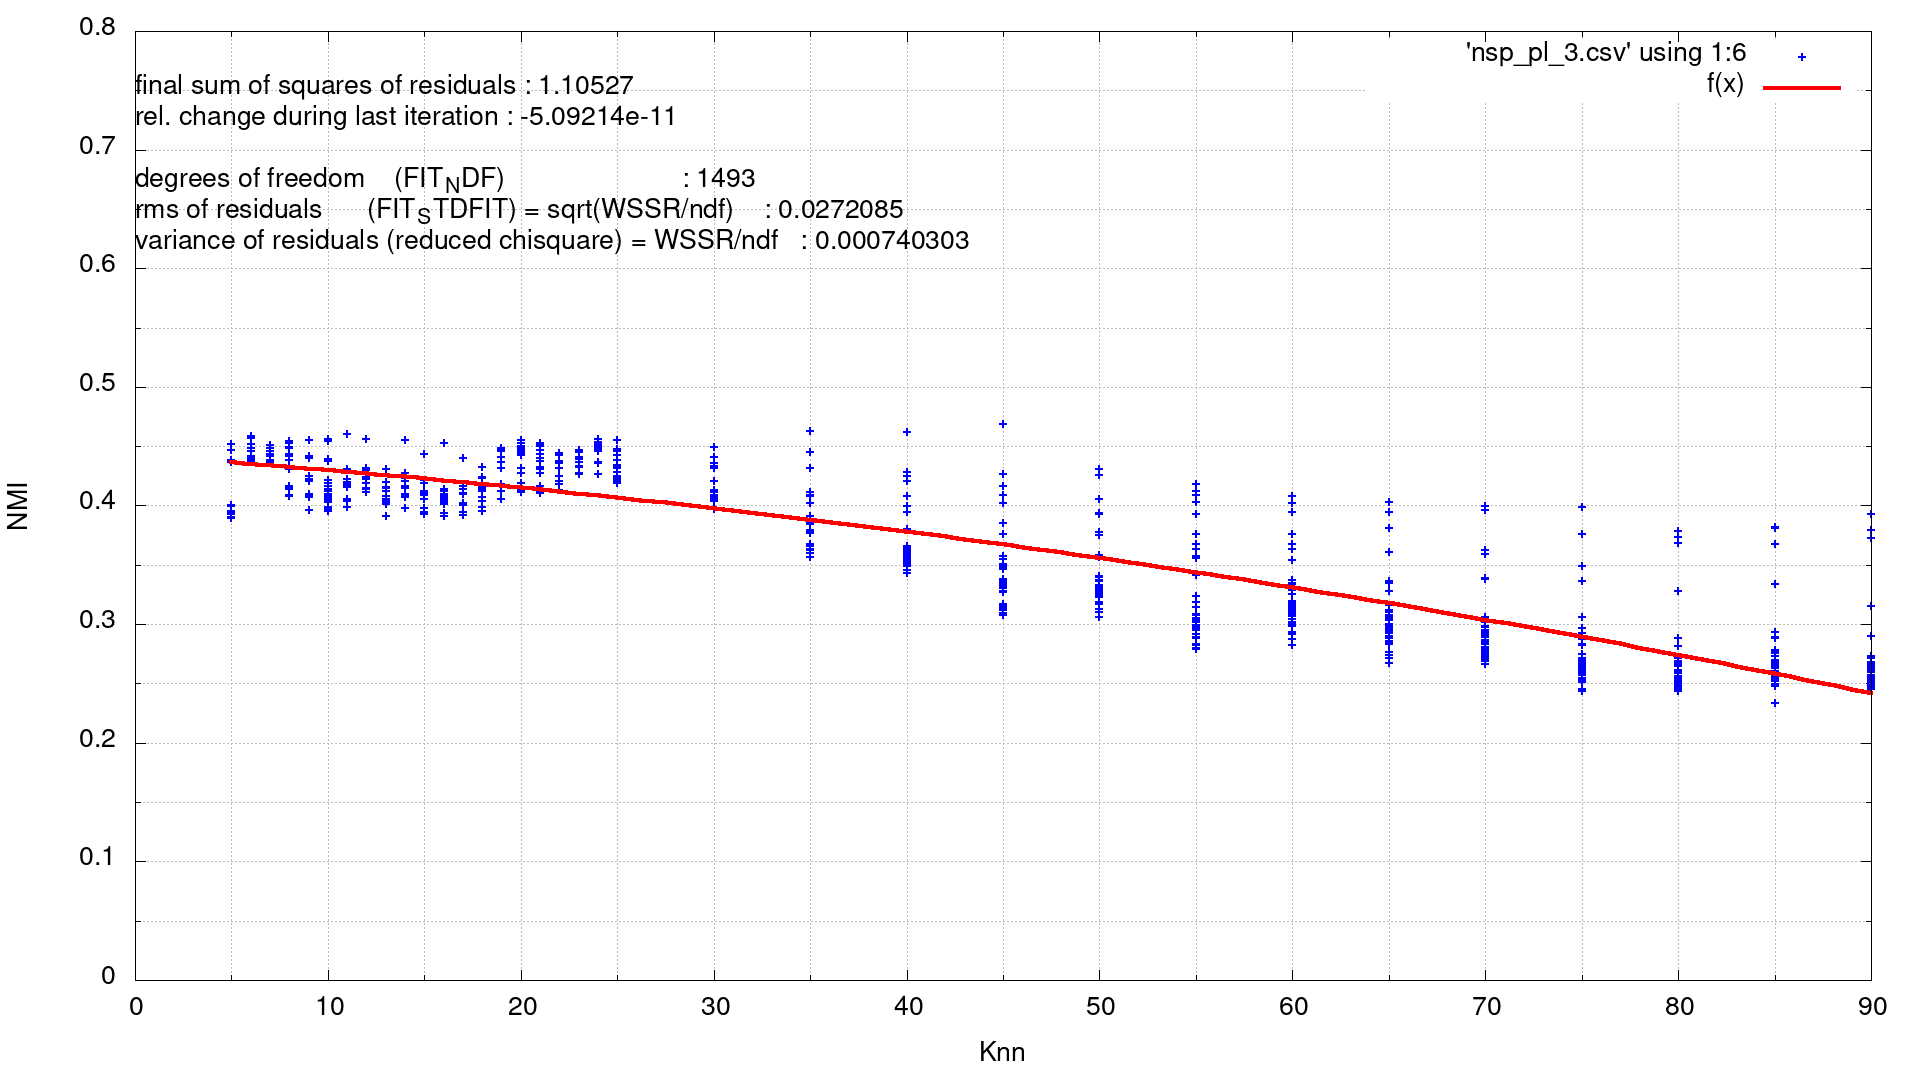 'nsp_pl_3.csv' using 1:6
f(x)
final sum of squares of residuals : 1.10527
rel. change during last iteration : -5.09214e-11
degrees of freedom (FIT_NDF) : 1493
rms of residuals (FIT_STDFIT) = sqrt(WSSR/ndf) : 0.0272085
variance of residuals (reduced chisquare) = WSSR/ndf : 0.000740303
0.8
0.7
0.6
0.5
0.4
0.3
0.2
0.1
0
NMI
0 10 20 30 40 50 60 70 80 90
Knn